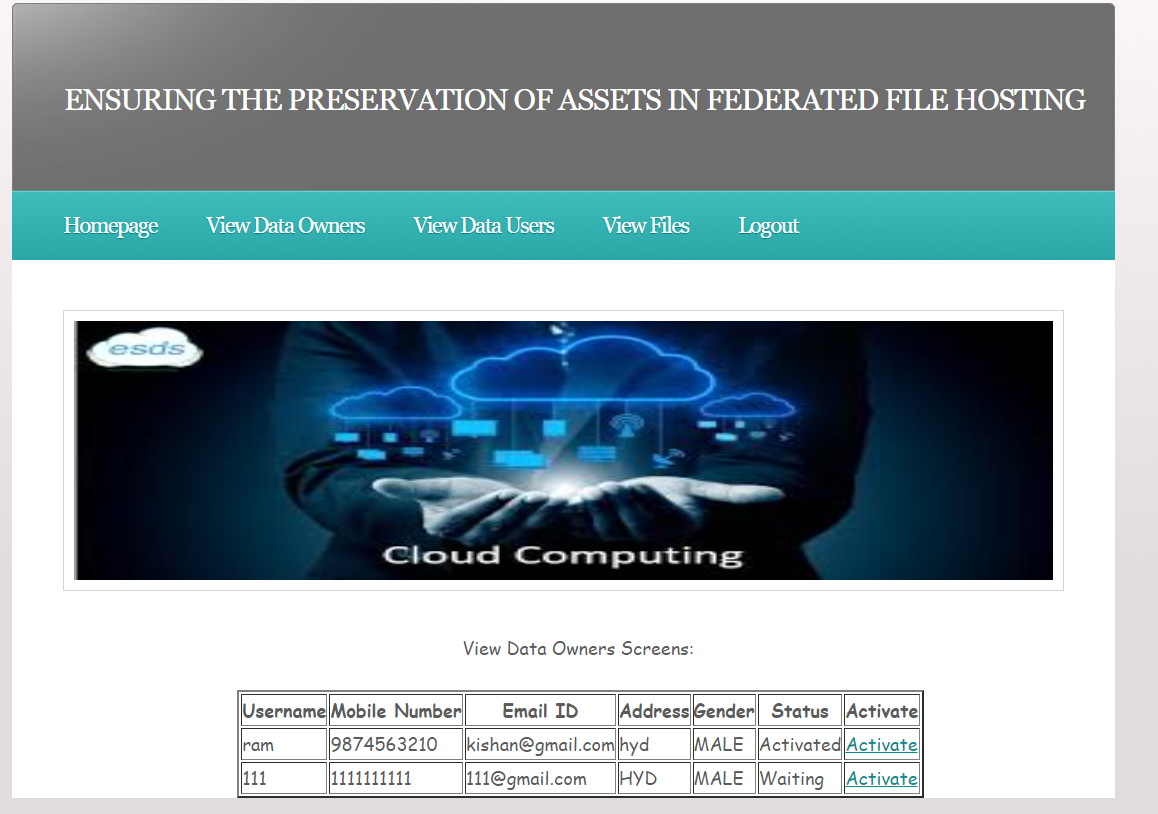 ENSURING THE PRESERVATION OF ASSETS IN FEDERATED FILE HOSTING
Homepage View Data Owners View Data Users View Files Logout
esds
Cloud Computing
View Data Owners Screens:
Username Mobile Number Email ID Address Gender Status Activate
ram 9874563210 kishan@gmail.com hyd MALE Activated Activate
111 1111111111 111@gmail.com HYD MALE Waiting Activate